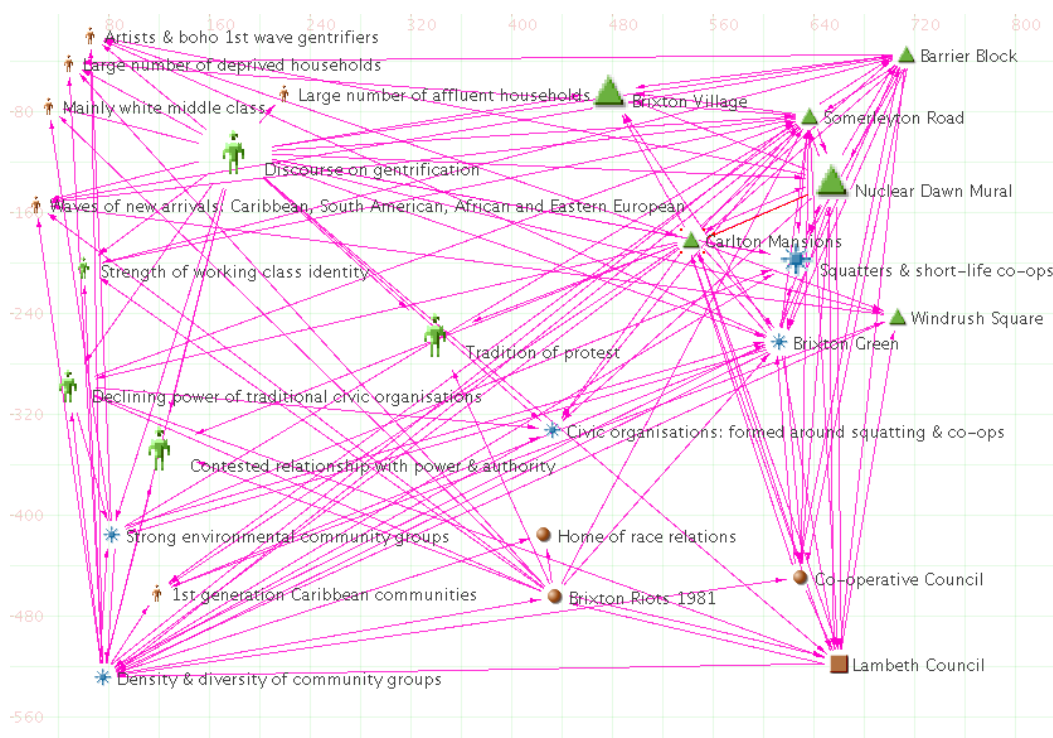 80 160 240 320 400 480 560 640 720 800
Artists & boho 1st wave gentrifiers
Barrier Block
Large number of deprived households
Large number of affluent households
Brixton Village
Mainly white middle class
-80
Somerleyton Road
Discourse on gentrification
Nuclear Dawn Mural
Waves of new arrivals: Caribbean, South American, African and Eastern European
-160
Carlton Mansions
Strength of working class identity
Squatters & short-life co-ops
-240
Windrush Square
Brixton Green
Tradition of protest
Declining power of traditional civic organisations
-320
Civic organisations: formed around squatting & co-ops
Contested relationship with power & authority
-400
Strong environmental community groups
Home of race relations
Co-operative Council
1st generation Caribbean communities
Brixton Riots 1981
-480
Lambeth Council
Density & diversity of community groups
-560